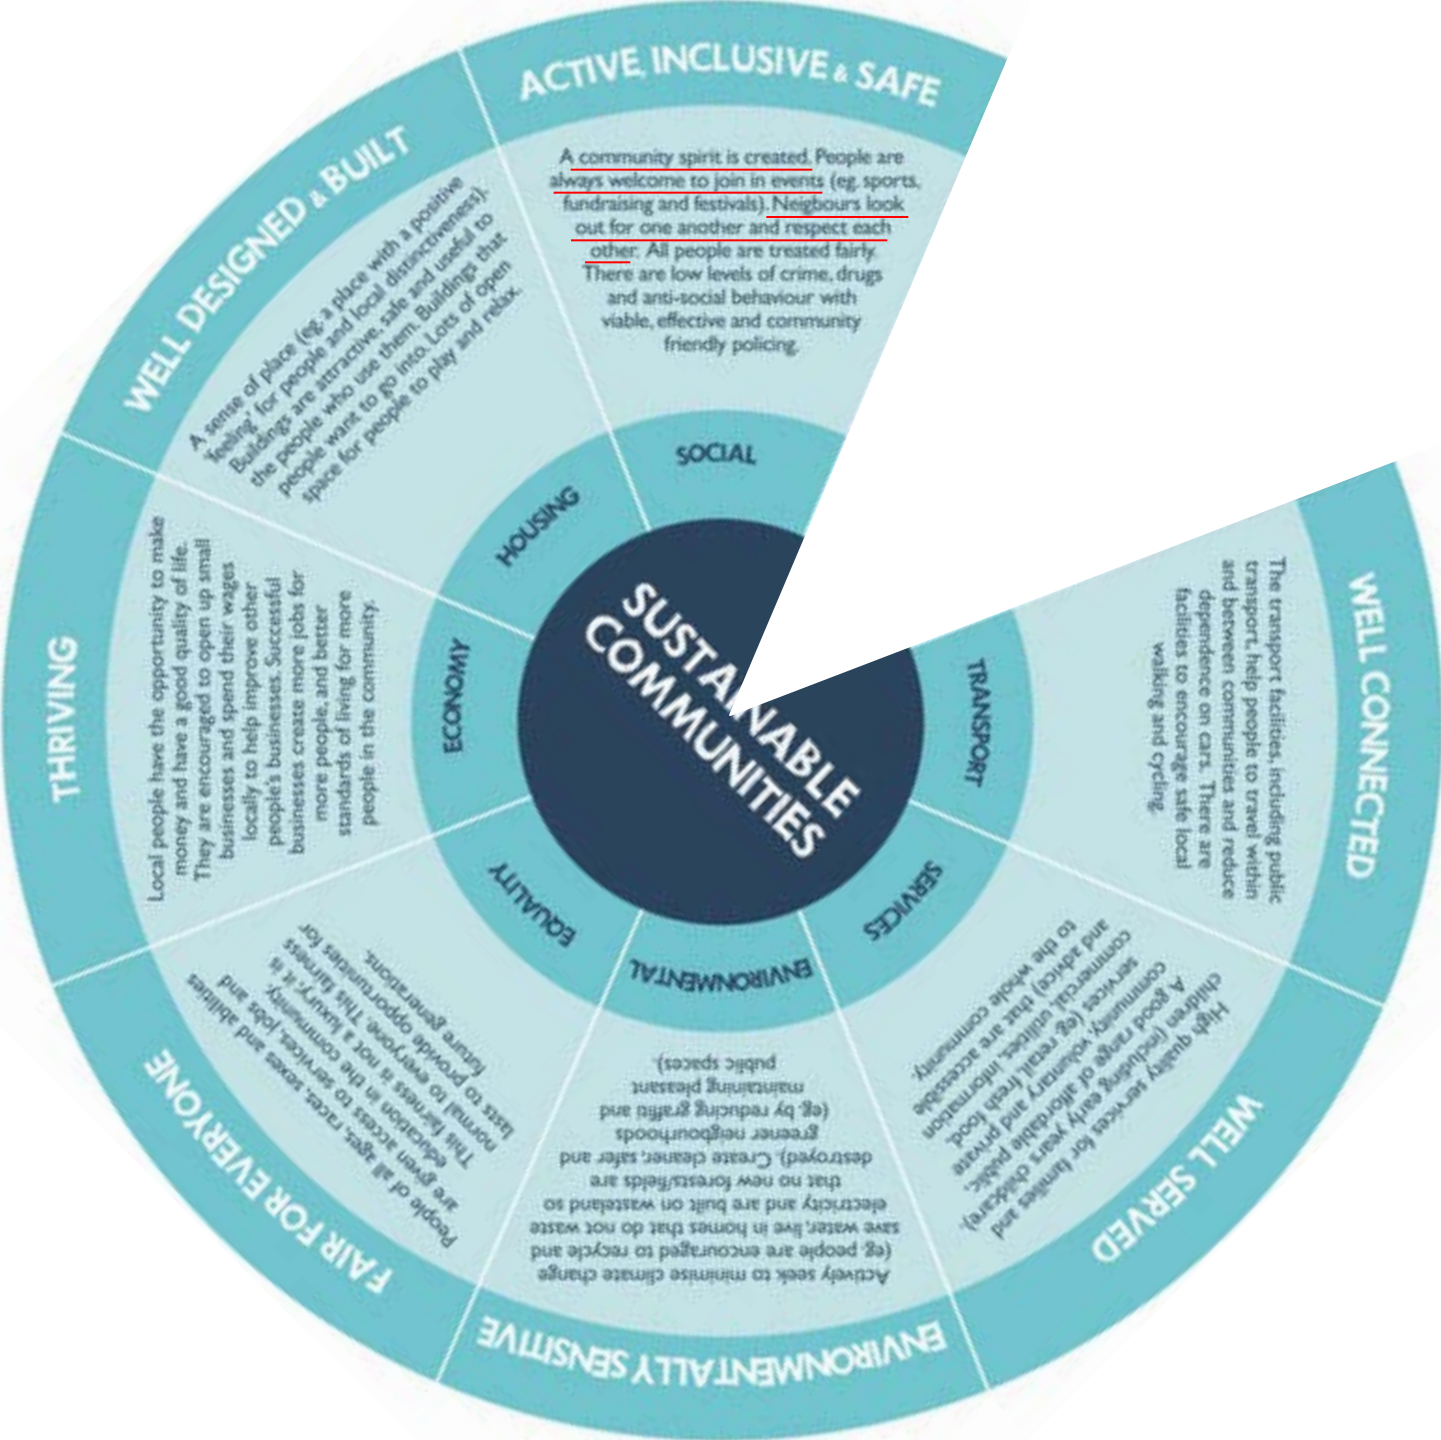 ACTIVE, INCLUSIVE & SAFE
A community spirit is created. People are
always welcome to join in events (eg. sports,
fundraising and festivals). Neigbours look
out for one another and respect each
other. All people are treated fairly.
There are low levels of crime, drugs
and anti-social behaviour with
viable, effective and community
friendly policing.
SOCIAL
WELL CONNECTED
The transport facilities, including public
transport, help people to travel within
and between communities and reduce
dependence on cars. There are
facilities to encourage safe local
walking and cycling.
TRANSPORT
WELL SERVED
High quality services for families and
children (including early years childcare).
A good range of affordable public,
community, voluntary and private
services (eg. retail, fresh food,
commercial, utilities, information
and advice) that are accessable
to the whole community.
SERVICES
ENVIRONMENTALLY SENSITIVE
Actively seek to minimise climate change
(eg. people are encouraged to recycle and
save water; live in homes that do not waste
electricity and are built on wasteland so
that no new forests/fields are
destroyed). Create cleaner, safer and
greener neigbourhoods
(eg. by reducing graffiti and
maintaining pleasant
public spaces).
ENVIRONMENTAL
FAIR FOR EVERYONE
People of all ages, races, sexes and abilities
are given access to services, jobs and
education in the community.
This fairness is not a luxury; it is
normal to everyone. This fairness
lasts to provide opportunities for
future generations.
EQUALITY
THRIVING
Local people have the opportunity to make
money and have a good quality of life.
They are encouraged to open up small
businesses and spend their wages
locally to help improve other
people's businesses. Successful
businesses create more jobs for
more people, and better
standards of living for more
people in the community.
ECONOMY
WELL DESIGNED & BUILT
A sense of place (eg. a place with a positive
'feeling' for people and local distinctiveness).
Buildings are attractive, safe and useful to
the people who use them. Buildings that
people want to go into. Lots of open
space for people to play and relax.
HOUSING
SUSTAINABLE
COMMUNITIES